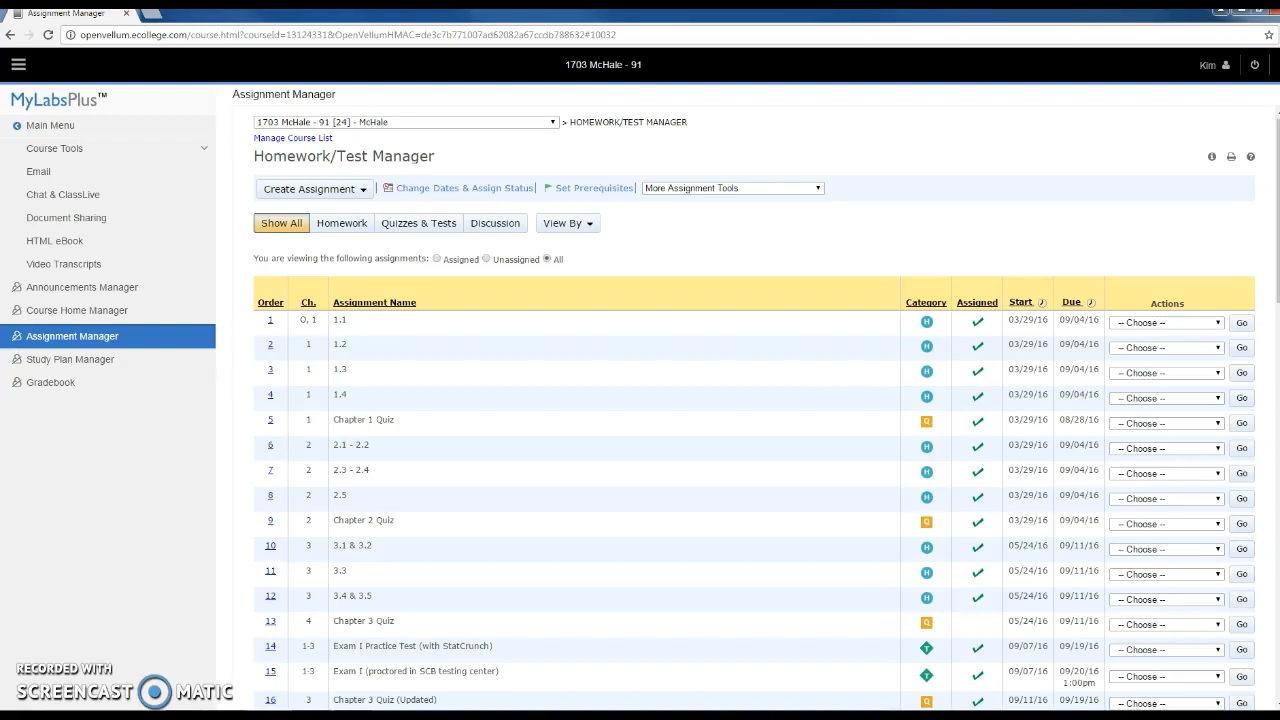 Assignment Manager ×
openvellum.ecollege.com/course.html?courseId=13124331&OpenVellumHMAC=de3c7b771007ad62082a67ccdb788632#10032
1703 McHale - 91 Kim
MyLabsPlus™
Main Menu
Course Tools
Email
Chat & ClassLive
Document Sharing
HTML eBook
Video Transcripts
Announcements Manager
Course Home Manager
Assignment Manager
Study Plan Manager
Gradebook
Assignment Manager
1703 McHale - 91 [24] - McHale > HOMEWORK/TEST MANAGER
Manage Course List
Homework/Test Manager
Create Assignment | Change Dates & Assign Status | Set Prerequisites | More Assignment Tools
Show All Homework Quizzes & Tests Discussion View By
You are viewing the following assignments: Assigned Unassigned All
Order Ch. Assignment Name Category Assigned Start Due Actions
1 O, 1 1.1 H 03/29/16 09/04/16 -- Choose -- Go
2 1 1.2 H 03/29/16 09/04/16 -- Choose -- Go
3 1 1.3 H 03/29/16 09/04/16 -- Choose -- Go
4 1 1.4 H 03/29/16 09/04/16 -- Choose -- Go
5 1 Chapter 1 Quiz Q 03/29/16 08/28/16 -- Choose -- Go
6 2 2.1 - 2.2 H 03/29/16 09/04/16 -- Choose -- Go
7 2 2.3 - 2.4 H 03/29/16 09/04/16 -- Choose -- Go
8 2 2.5 H 03/29/16 09/04/16 -- Choose -- Go
9 2 Chapter 2 Quiz Q 03/29/16 09/04/16 -- Choose -- Go
10 3 3.1 & 3.2 H 05/24/16 09/11/16 -- Choose -- Go
11 3 3.3 H 05/24/16 09/11/16 -- Choose -- Go
12 3 3.4 & 3.5 H 05/24/16 09/11/16 -- Choose -- Go
13 4 Chapter 3 Quiz Q 05/24/16 09/11/16 -- Choose -- Go
14 1-3 Exam I Practice Test (with StatCrunch) T 09/07/16 09/19/16 -- Choose -- Go
15 1-3 Exam I (proctored in SCB testing center) T 09/07/16 09/20/16 1:00pm -- Choose -- Go
16 3 Chapter 3 Quiz (Updated) Q 09/11/16 09/19/16 -- Choose -- Go
RECORDED WITH
SCREENCAST MATIC